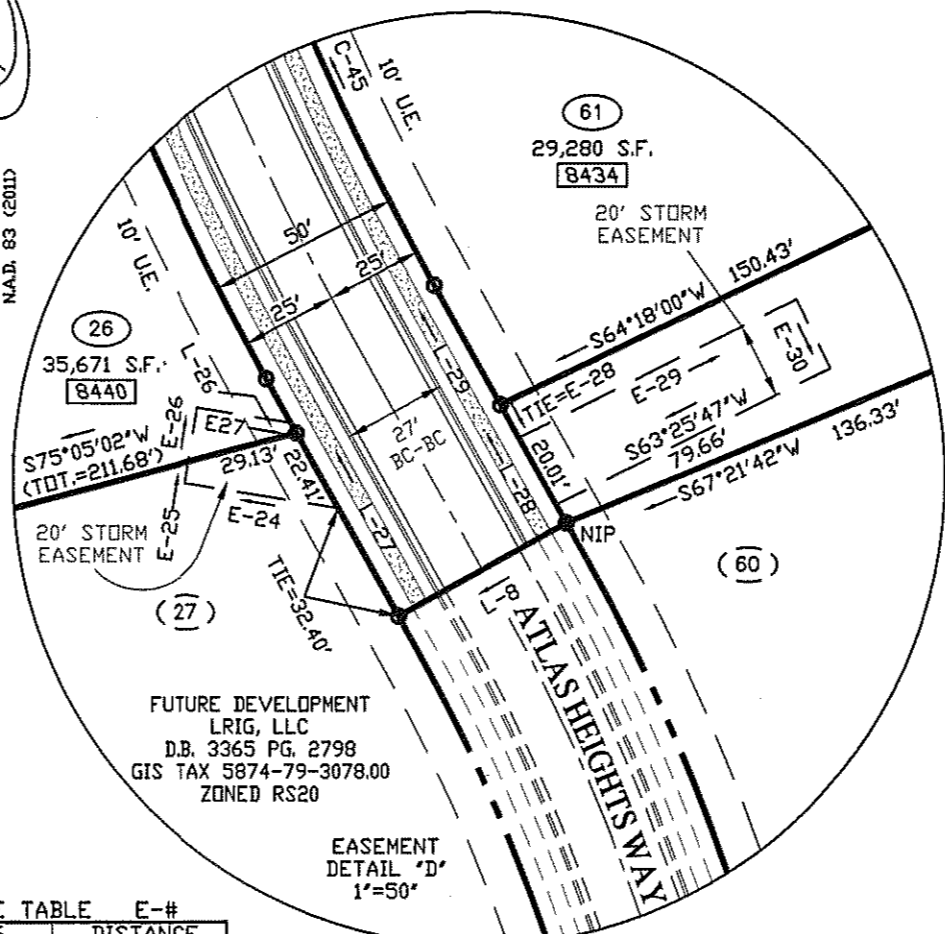 N.A.D. 83 (2011)
C-45
10' U.E.
61
29,280 S.F.
8434
20' STORM
EASEMENT
10' U.E.
50'
25'
25'
S64°18'00"W 150.43'
26
35,671 S.F.
8440
L-26
L-29
TIE=E-28
E-29
E-30
27'
BC-BC
S63°25'47"W
79.66'
S67°21'42"W 136.33'
E-26
E27
S75°05'02"W
(TOT.=211.68')
29.13'
22.41'
20.01'
L-28
NIP
E-25
E-24
L-27
20' STORM
EASEMENT
(27)
TIE=32.40'
(60)
L-8
ATLAS HEIGHTS WAY
FUTURE DEVELOPMENT
LRIG, LLC
D.B. 3365 PG. 2798
GIS TAX 5874-79-3078.00
ZONED RS20
EASEMENT
DETAIL "D"
1"=50'
TABLE E-#
DISTANCE